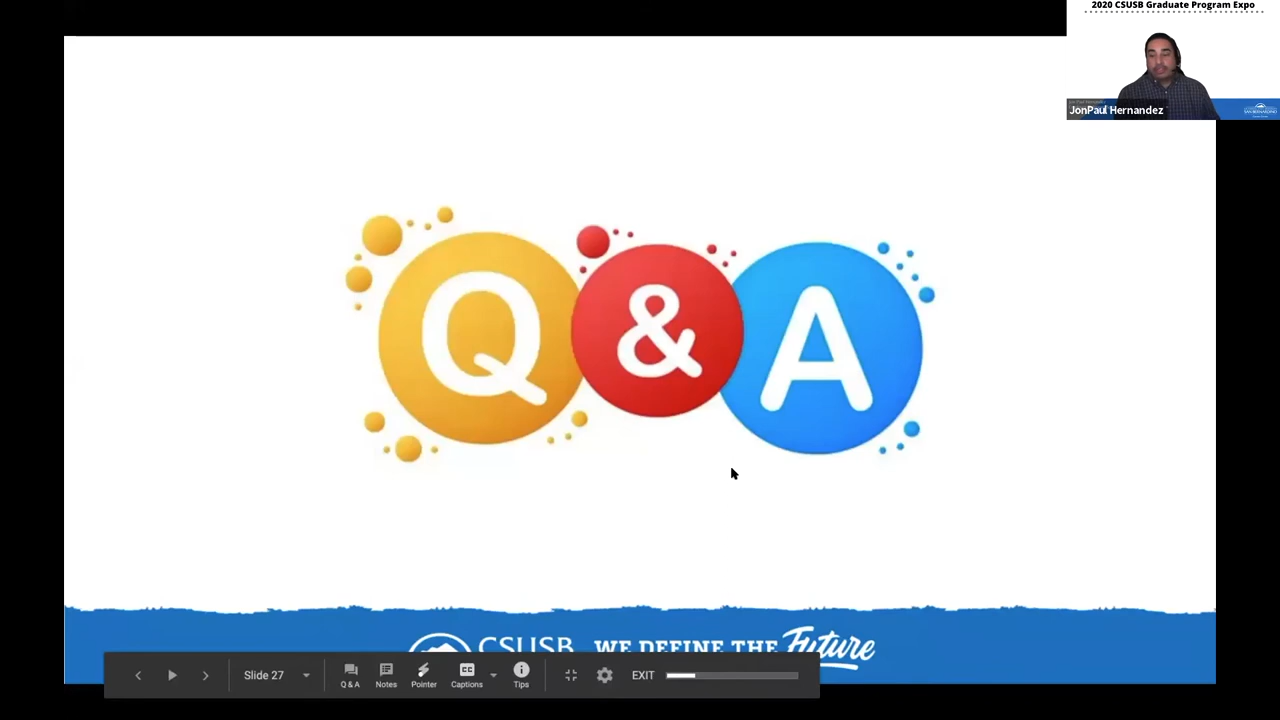 2020 CSUSB Graduate Program Expo
JonPaul Hernandez
Q & A
CSUSB
WE DEFINE THE Future
Slide 27
Q & A
Notes
Pointer
Captions
Tips
EXIT